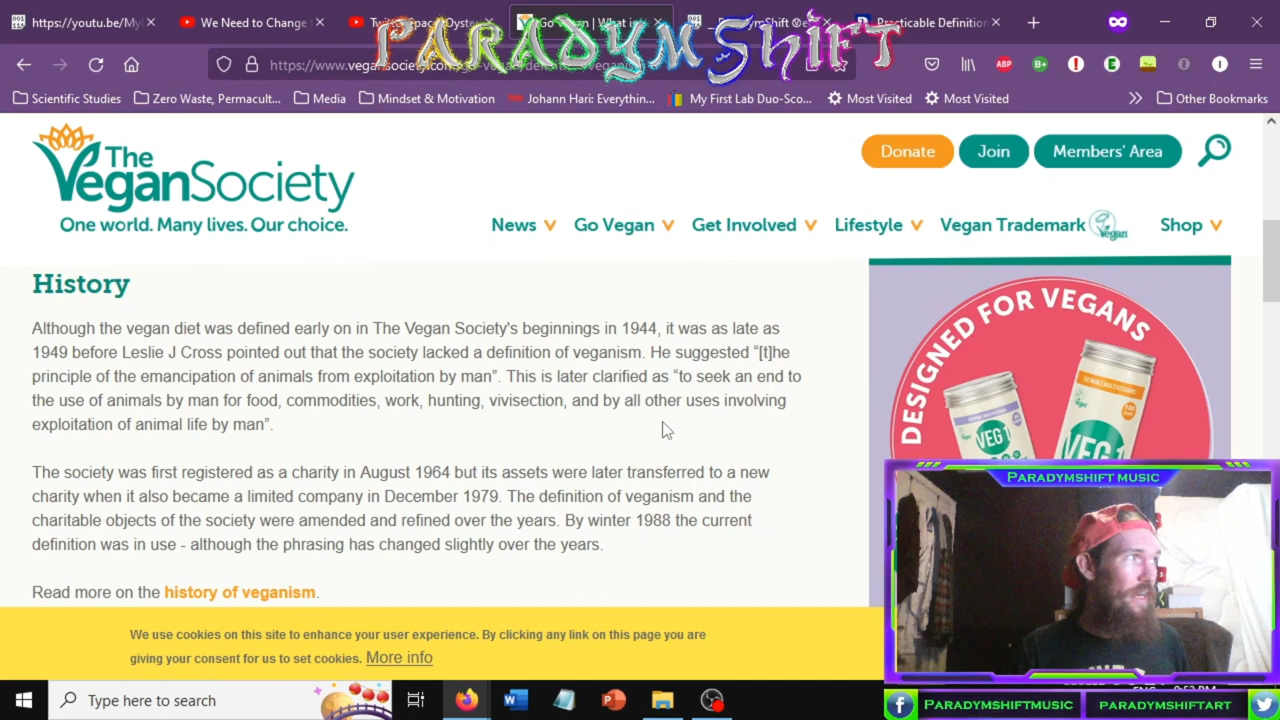 https://youtu.be/My
We Need to Change
Twitter Space Oyste
Go Vegan | What is
ParadymShift
Practicable Definition
PARADYMSHIFT
https://www.vegansociety.com
Scientific Studies
Zero Waste, Permacult...
Media
Mindset & Motivation
Johann Hari: Everythin...
My First Lab Duo-Sco...
Most Visited
Most Visited
Other Bookmarks
The
VeganSociety
One world. Many lives. Our choice.
Donate
Join
Members' Area
News
Go Vegan
Get Involved
Lifestyle
Vegan Trademark
Vegan
Shop
History
Although the vegan diet was defined early on in The Vegan Society's beginnings in 1944, it was as late as
1949 before Leslie J Cross pointed out that the society lacked a definition of veganism. He suggested “[t]he
principle of the emancipation of animals from exploitation by man”. This is later clarified as “to seek an end to
the use of animals by man for food, commodities, work, hunting, vivisection, and by all other uses involving
exploitation of animal life by man”.
The society was first registered as a charity in August 1964 but its assets were later transferred to a new
charity when it also became a limited company in December 1979. The definition of veganism and the
charitable objects of the society were amended and refined over the years. By winter 1988 the current
definition was in use - although the phrasing has changed slightly over the years.
Read more on the history of veganism.
DESIGNED FOR VEGANS
VEG 1
VEG 1
We use cookies on this site to enhance your user experience. By clicking any link on this page you are
giving your consent for us to set cookies. More info
Paradymshift music
Type here to search
Paradymshiftmusic
Paradymshiftart